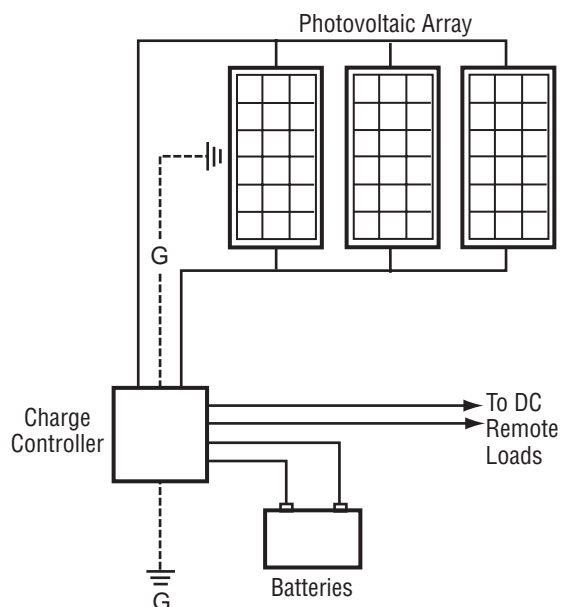 Photovoltaic Array
G
Charge
Controller
To DC
Remote
Loads
Batteries
G